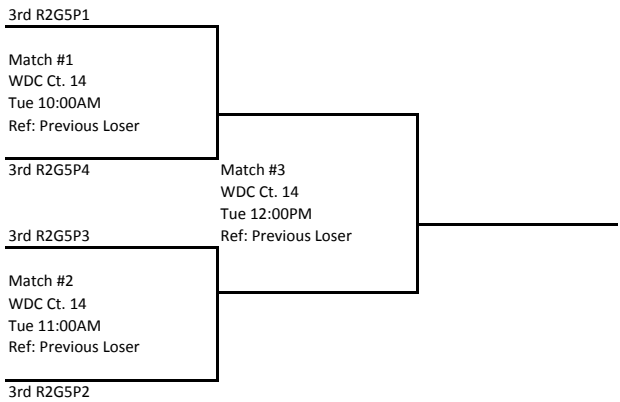 3rd R2G5P1
Match #1
WDC Ct. 14
Tue 10:00AM
Ref: Previous Loser
3rd R2G5P4
Match #3
WDC Ct. 14
Tue 12:00PM
Ref: Previous Loser
3rd R2G5P3
Match #2
WDC Ct. 14
Tue 11:00AM
Ref: Previous Loser
3rd R2G5P2